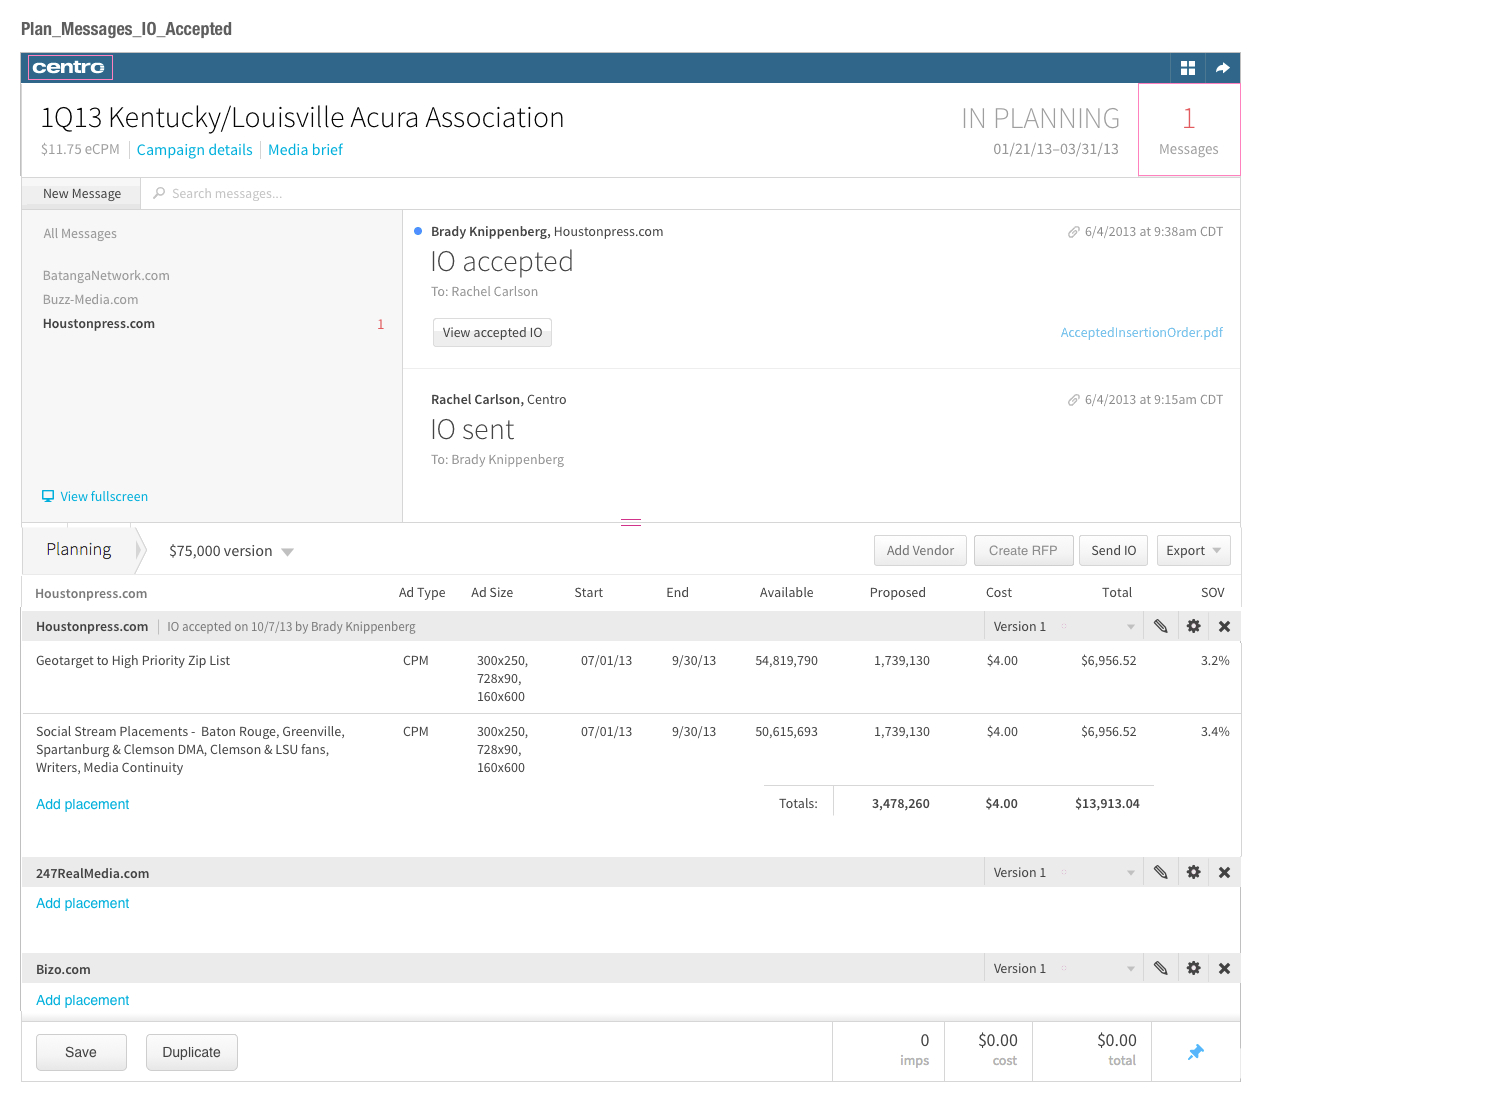 Plan_Messages_IO_Accepted
centro
1Q13 Kentucky/Louisville Acura Association
IN PLANNING
1
$11.75 eCPM Campaign details Media brief
01/21/13–03/31/13
Messages
New Message Search messages...
All Messages
BatangaNetwork.com
Buzz-Media.com
Houstonpress.com 1
View fullscreen
Brady Knippenberg, Houstonpress.com 6/4/2013 at 9:38am CDT
IO accepted
To: Rachel Carlson
View accepted IO AcceptedInsertionOrder.pdf
Rachel Carlson, Centro 6/4/2013 at 9:15am CDT
IO sent
To: Brady Knippenberg
Planning $75,000 version Add Vendor Create RFP Send IO Export
Houstonpress.com Ad Type Ad Size Start End Available Proposed Cost Total SOV
Houstonpress.com IO accepted on 10/7/13 by Brady Knippenberg Version 1
Geotarget to High Priority Zip List CPM 300x250, 07/01/13 9/30/13 54,819,790 1,739,130 $4.00 $6,956.52 3.2%
728x90,
160x600
Social Stream Placements - Baton Rouge, Greenville, CPM 300x250, 07/01/13 9/30/13 50,615,693 1,739,130 $4.00 $6,956.52 3.4%
Spartanburg & Clemson DMA, Clemson & LSU fans, 728x90,
Writers, Media Continuity 160x600
Add placement Totals: 3,478,260 $4.00 $13,913.04
247RealMedia.com Version 1
Add placement
Bizo.com Version 1
Add placement
Save Duplicate
0 $0.00 $0.00
imps cost total